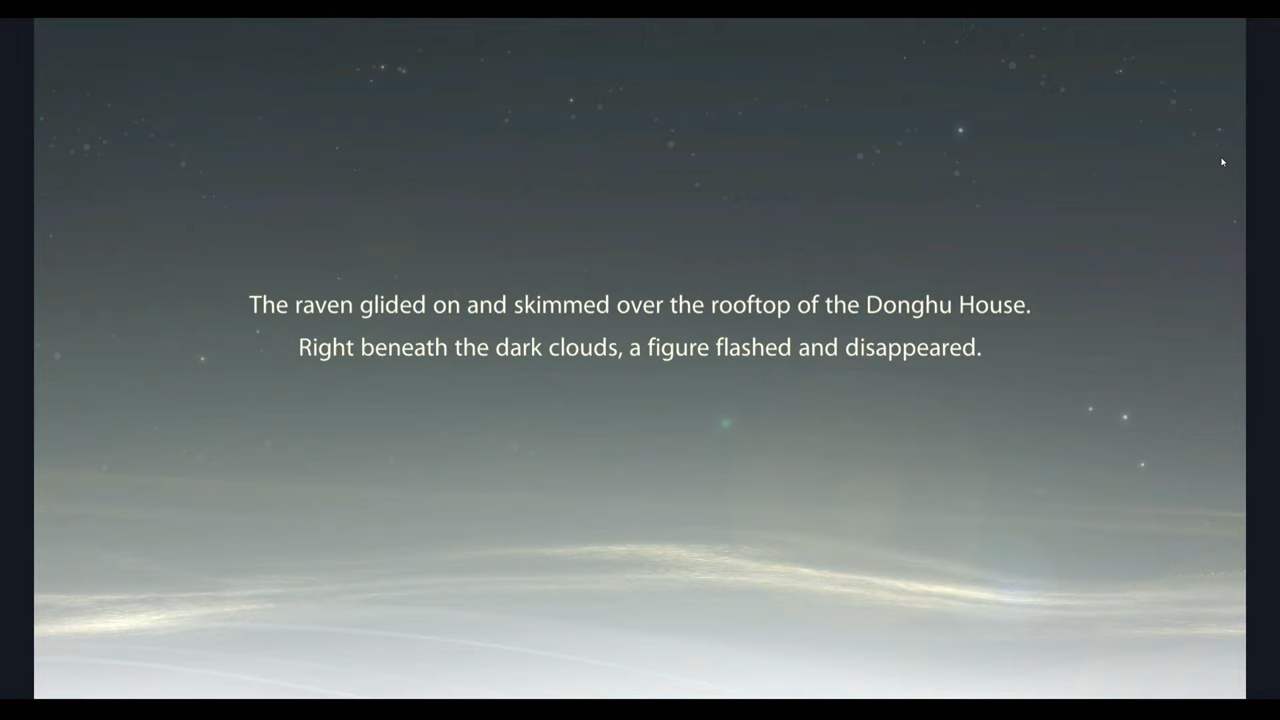 The raven glided on and skimmed over the rooftop of the Donghu House.
Right beneath the dark clouds, a figure flashed and disappeared.